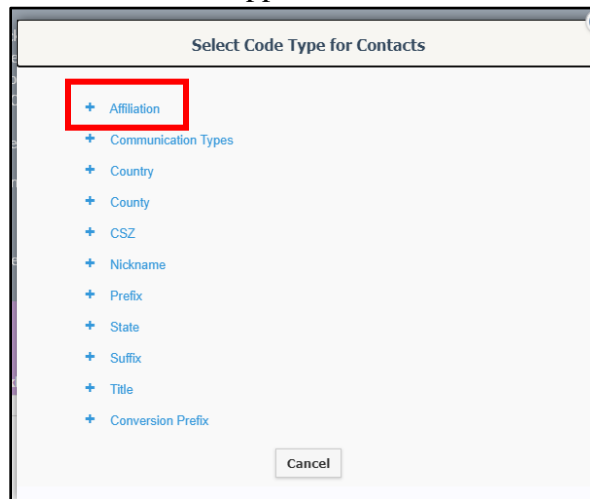 Select Code Type for Contacts
+ Affiliation
+ Communication Types
+ Country
+ County
+ CSZ
+ Nickname
+ Prefix
+ State
+ Suffix
+ Title
+ Conversion Prefix
Cancel